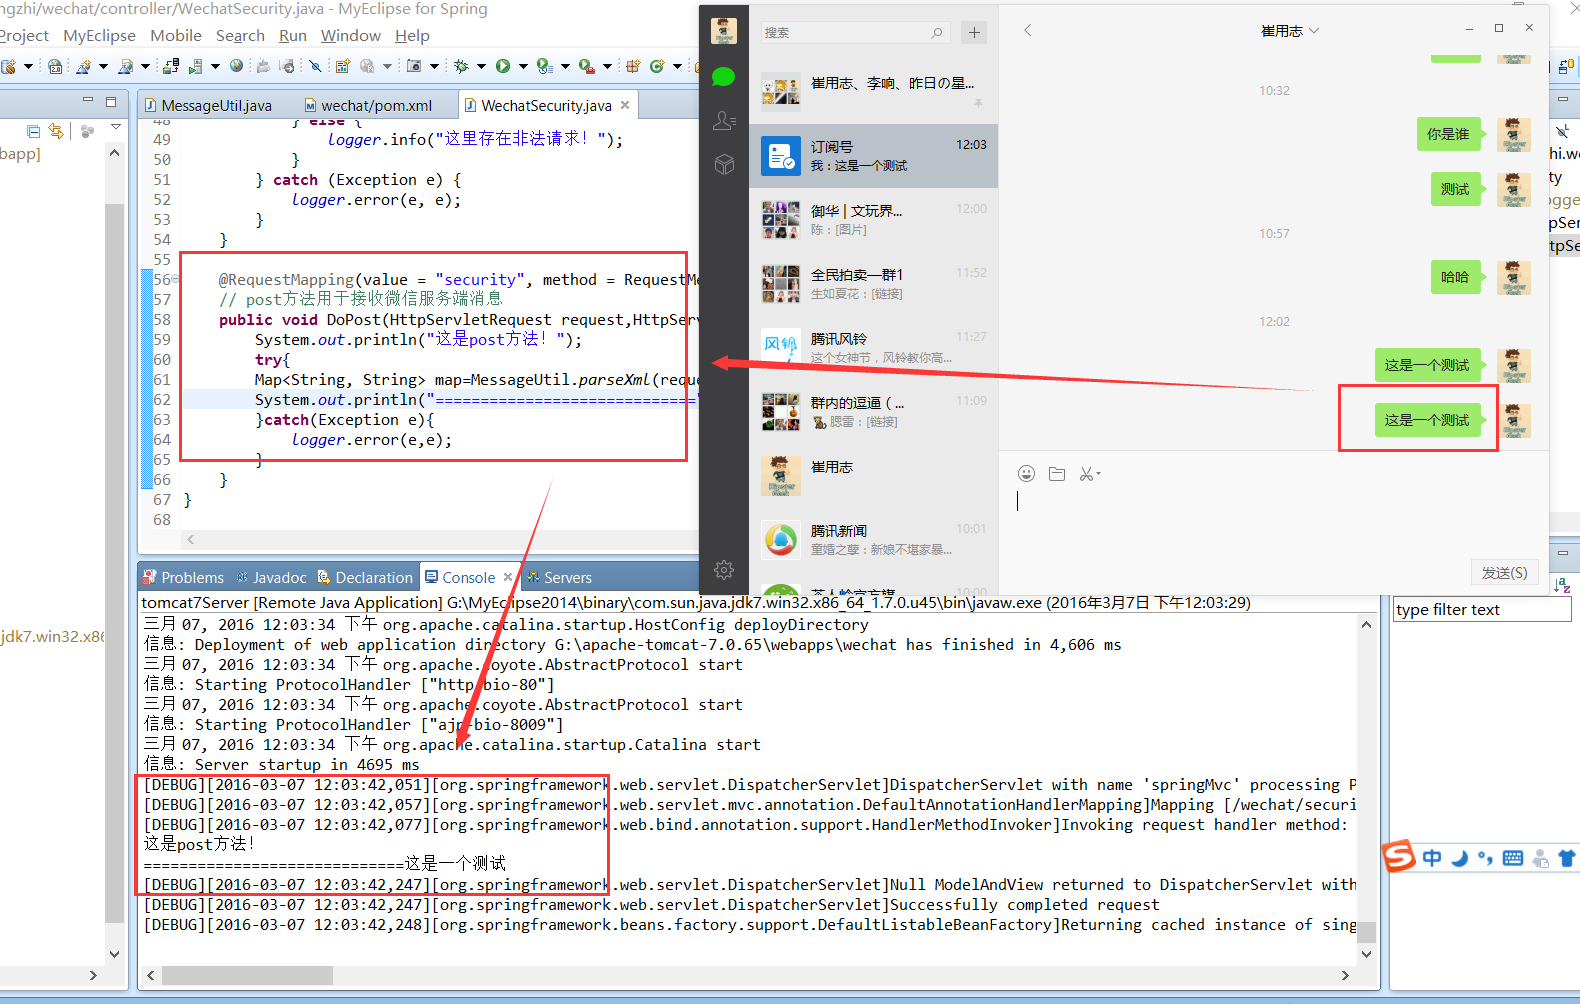 ngzhi/wechat/controller/WechatSecurity.java - MyEclipse for Spring
Project MyEclipse Mobile Search Run Window Help
MessageUtil.java wechat/pom.xml WechatSecurity.java
bapp]
48 } else {
49 logger.info("这里存在非法请求！");
50 }
51 } catch (Exception e) {
52 logger.error(e, e);
53 }
54 }
55
56 @RequestMapping(value = "security", method = RequestMe
57 // post方法用于接收微信服务端消息
58 public void DoPost(HttpServletRequest request,HttpServ
59 System.out.println("这是post方法！");
60 try{
61 Map<String, String> map=MessageUtil.parseXml(reque
62 System.out.println("============================="
63 }catch(Exception e){
64 logger.error(e,e);
65 }
66 }
67 }
68
搜索
崔用志、李响、昨日の星...
订阅号 12:03
我：这是一个测试
御华 | 文玩界... 12:00
陈：[图片]
全民拍卖—群1 11:52
生如夏花：[链接]
风铃
腾讯风铃 11:27
这个女神节，风铃教你高...
群内的逗逼（... 11:09
腮雷：[链接]
崔用志
腾讯新闻 10:01
童婚之孽：新娘不堪家暴...
10:00
崔用志
10:32
你是谁
测试
10:57
哈哈
12:02
这是一个测试
这是一个测试
发送(S)
hi.we
ty
ogge
pSer
tpSe
Problems Javadoc Declaration Console Servers
tomcat7Server [Remote Java Application] G:\MyEclipse2014\binary\com.sun.java.jdk7.win32.x86_64_1.7.0.u45\bin\javaw.exe (2016年3月7日 下午12:03:29)
jdk7.win32.x86
三月 07, 2016 12:03:34 下午 org.apache.catalina.startup.HostConfig deployDirectory
信息: Deployment of web application directory G:\apache-tomcat-7.0.65\webapps\wechat has finished in 4,606 ms
三月 07, 2016 12:03:34 下午 org.apache.coyote.AbstractProtocol start
信息: Starting ProtocolHandler ["http-bio-80"]
三月 07, 2016 12:03:34 下午 org.apache.coyote.AbstractProtocol start
信息: Starting ProtocolHandler ["ajp-bio-8009"]
三月 07, 2016 12:03:34 下午 org.apache.catalina.startup.Catalina start
信息: Server startup in 4695 ms
[DEBUG][2016-03-07 12:03:42,051][org.springframework.web.servlet.DispatcherServlet]DispatcherServlet with name 'springMvc' processing P
[DEBUG][2016-03-07 12:03:42,057][org.springframework.web.servlet.mvc.annotation.DefaultAnnotationHandlerMapping]Mapping [/wechat/securi
[DEBUG][2016-03-07 12:03:42,077][org.springframework.web.bind.annotation.support.HandlerMethodInvoker]Invoking request handler method:
这是post方法！
=============================这是一个测试
[DEBUG][2016-03-07 12:03:42,247][org.springframework.web.servlet.DispatcherServlet]Null ModelAndView returned to DispatcherServlet with
[DEBUG][2016-03-07 12:03:42,247][org.springframework.web.servlet.DispatcherServlet]Successfully completed request
[DEBUG][2016-03-07 12:03:42,248][org.springframework.beans.factory.support.DefaultListableBeanFactory]Returning cached instance of sing
type filter text
中